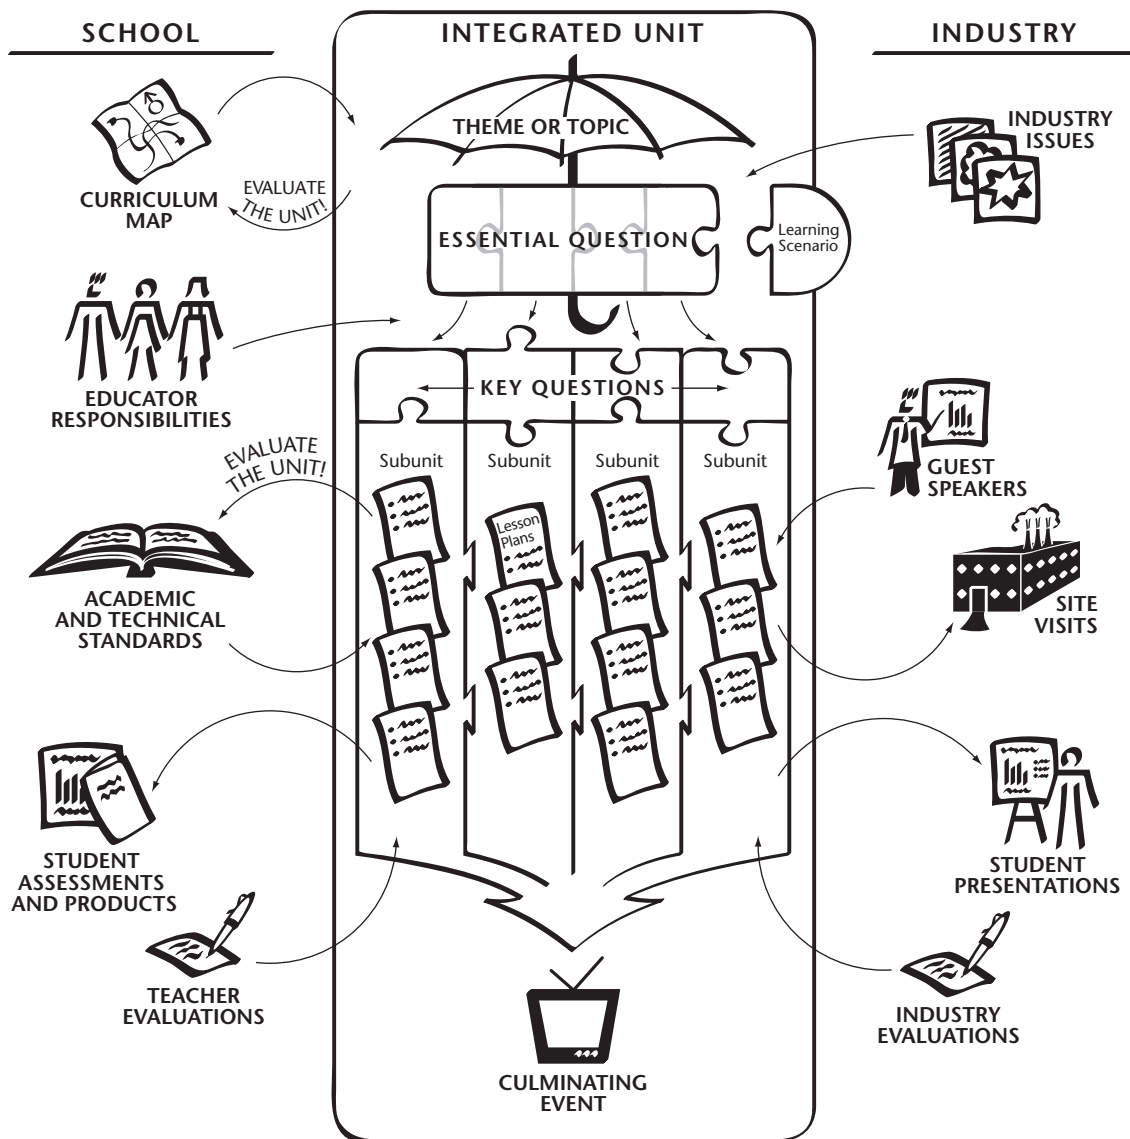 SCHOOL
INTEGRATED UNIT
INDUSTRY
CURRICULUM
MAP
EVALUATE
THE UNIT!
EDUCATOR
RESPONSIBILITIES
EVALUATE
THE UNIT!
ACADEMIC
AND TECHNICAL
STANDARDS
STUDENT
ASSESSMENTS
AND PRODUCTS
TEACHER
EVALUATIONS
THEME OR TOPIC
ESSENTIAL QUESTION
Learning
Scenario
KEY QUESTIONS
Subunit
Subunit
Subunit
Subunit
Lesson
Plans
CULMINATING
EVENT
INDUSTRY
ISSUES
GUEST
SPEAKERS
SITE
VISITS
STUDENT
PRESENTATIONS
INDUSTRY
EVALUATIONS